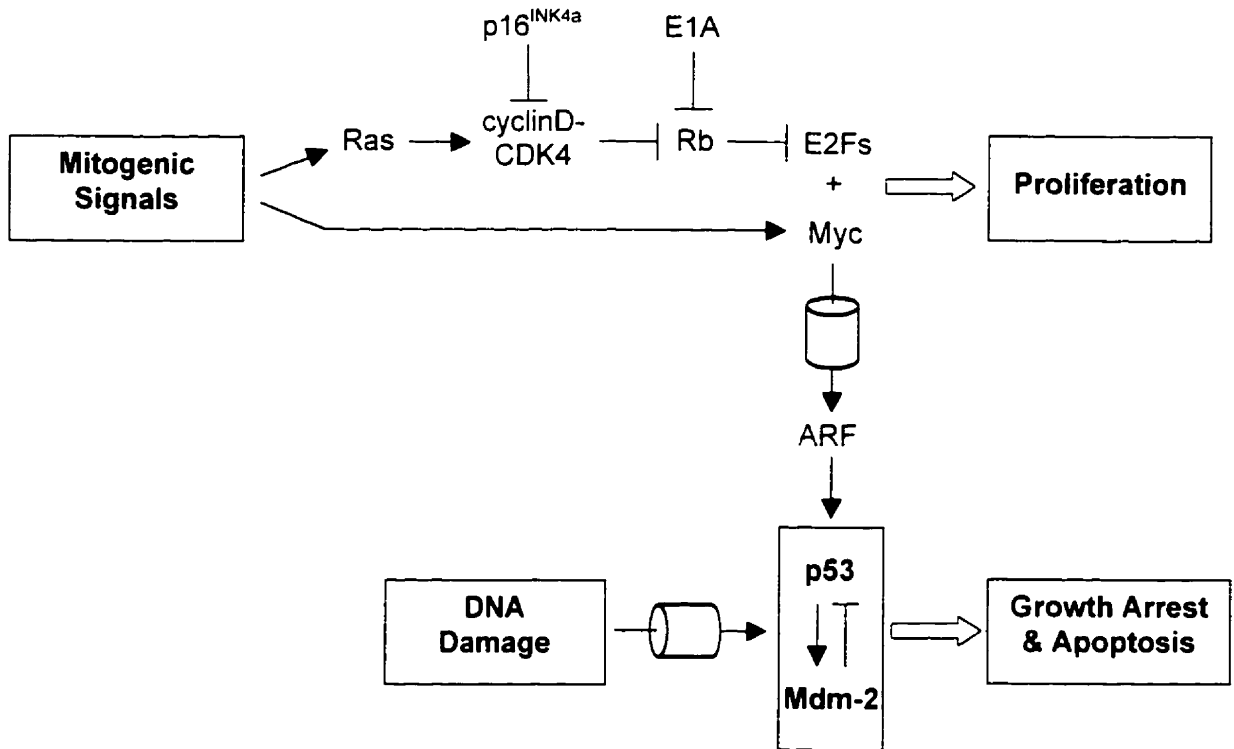 p16INK4a
E1A
Mitogenic
Signals
Ras
cyclinD-
CDK4
Rb
E2Fs
+
Myc
Proliferation
ARF
DNA
Damage
p53
Mdm-2
Growth Arrest
& Apoptosis